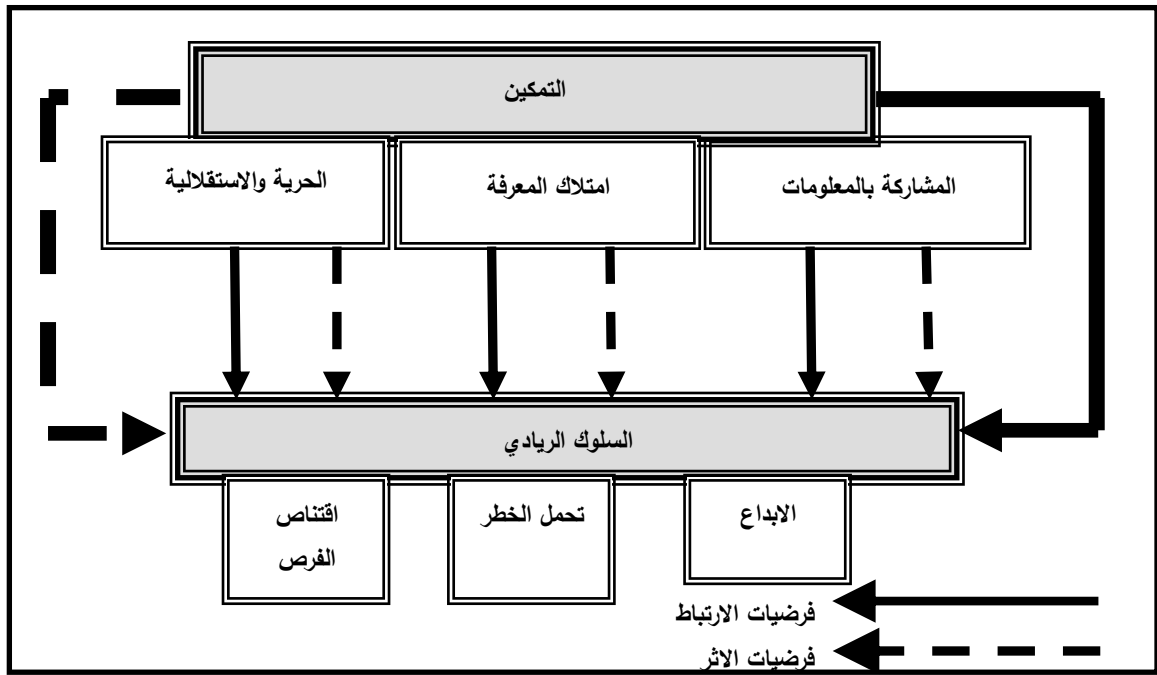 التمكين
المشاركة بالمعلومات
امتلاك المعرفة
الحرية والاستقلالية
السلوك الريادي
الابداع
تحمل الخطر
اقتناص
الفرص
فرضيات الارتباط
فرضيات الاثر